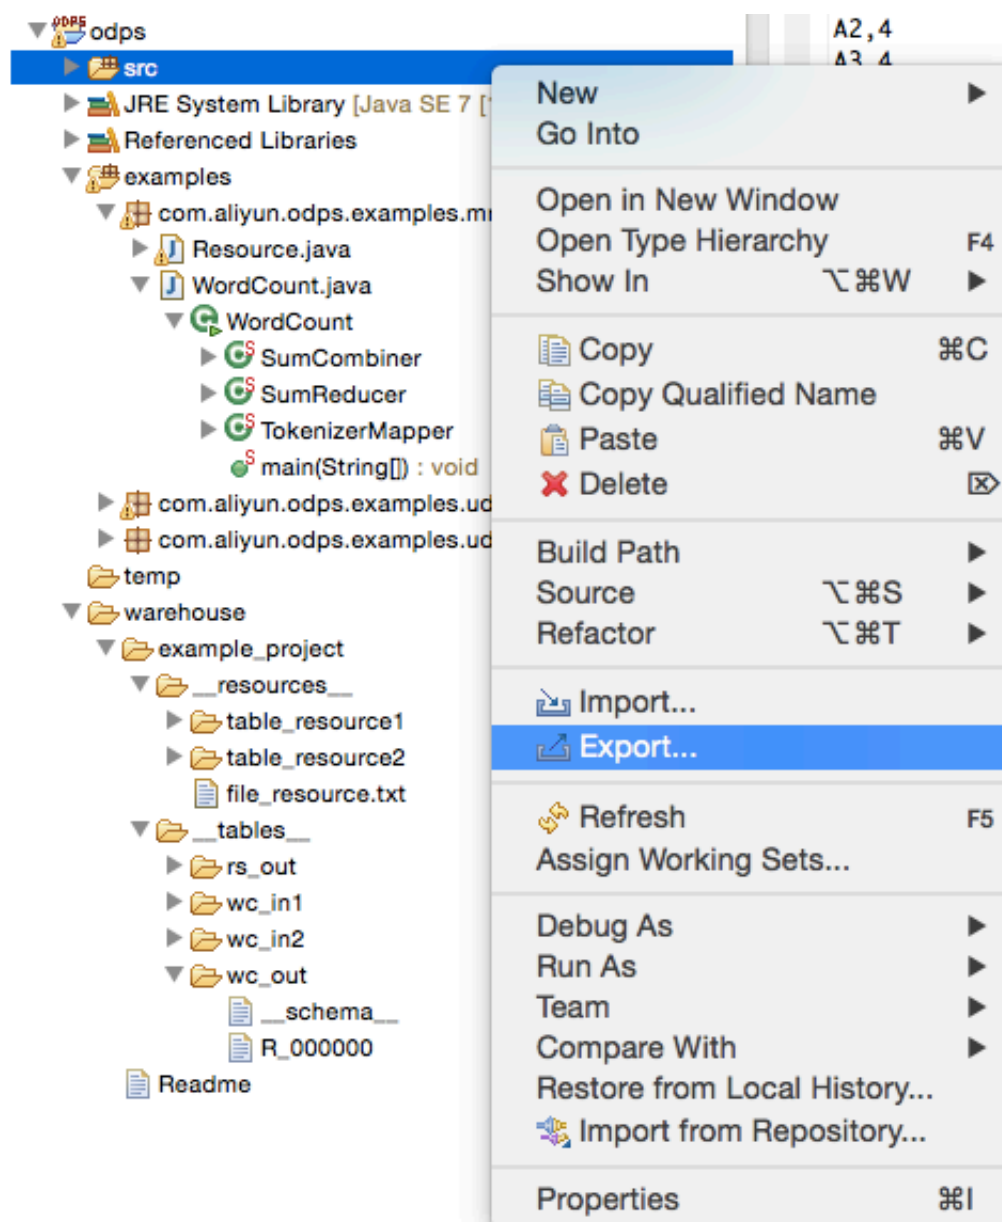 odps
src
JRE System Library [Java SE 7 [
Referenced Libraries
examples
com.aliyun.odps.examples.m
Resource.java
WordCount.java
WordCount
SumCombiner
SumReducer
TokenizerMapper
main(String[]) : void
com.aliyun.odps.examples.ud
com.aliyun.odps.examples.ud
temp
warehouse
example_project
__resources__
table_resource1
table_resource2
file_resource.txt
__tables__
rs_out
wc_in1
wc_in2
wc_out
__schema__
R_000000
Readme
A2,4
A3,4
New
Go Into
Open in New Window
Open Type Hierarchy F4
Show In ⌥⌘W
Copy ⌘C
Copy Qualified Name
Paste ⌘V
Delete ⌦
Build Path
Source ⌥⌘S
Refactor ⌥⌘T
Import...
Export...
Refresh F5
Assign Working Sets...
Debug As
Run As
Team
Compare With
Restore from Local History...
Import from Repository...
Properties ⌘I